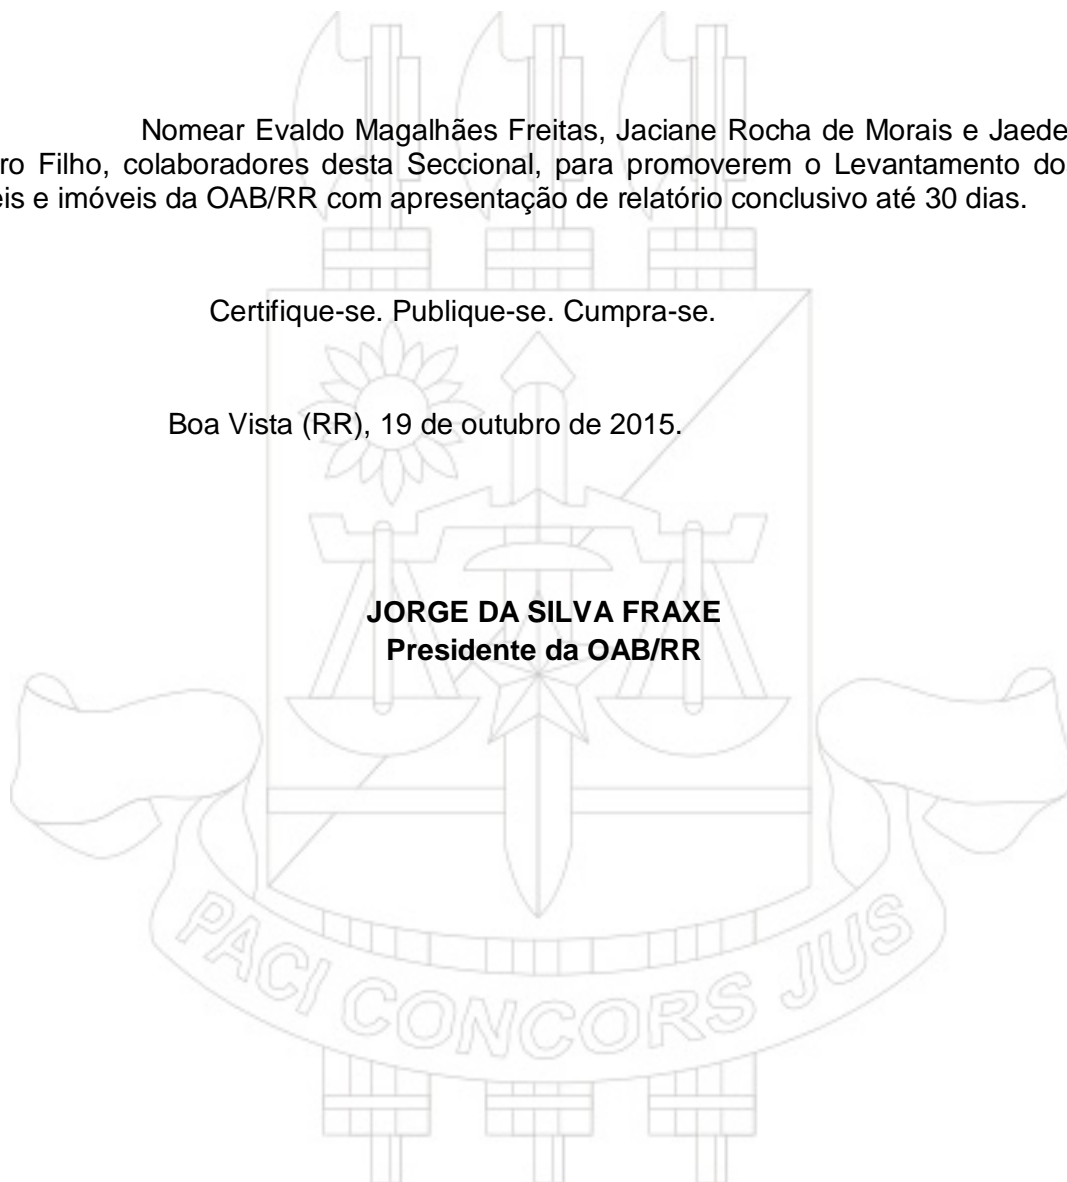 Nomear Evaldo Magalhães Freitas, Jaciane Rocha de Morais e Jaede
ro Filho, colaboradores desta Seccional, para promoverem o Levantamento do
eis e imóveis da OAB/RR com apresentação de relatório conclusivo até 30 dias.
Certifique-se. Publique-se. Cumpra-se.
Boa Vista (RR), 19 de outubro de 2015.
JORGE DA SILVA FRAXE
Presidente da OAB/RR
PACI CONCORS JUS